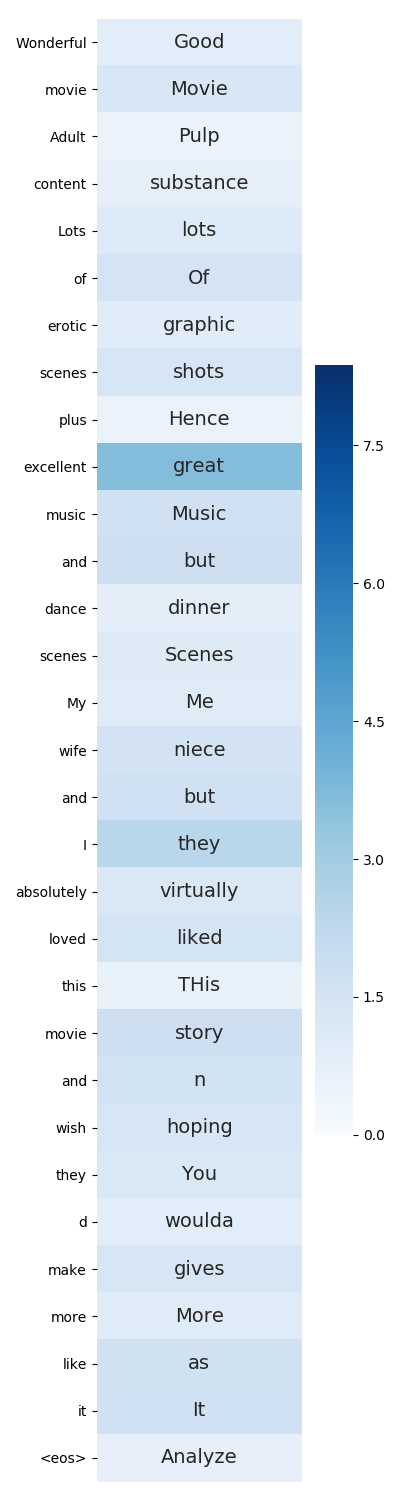 Wonderful Good
movie Movie
Adult Pulp
content substance
Lots lots
of Of
erotic graphic
scenes shots
plus Hence
excellent great
music Music
and but
dance dinner
scenes Scenes
My Me
wife niece
and but
I they
absolutely virtually
loved liked
this THis
movie story
and n
wish hoping
they You
d woulda
make gives
more More
like as
it It
<eos> Analyze
7.5
6.0
4.5
3.0
1.5
0.0